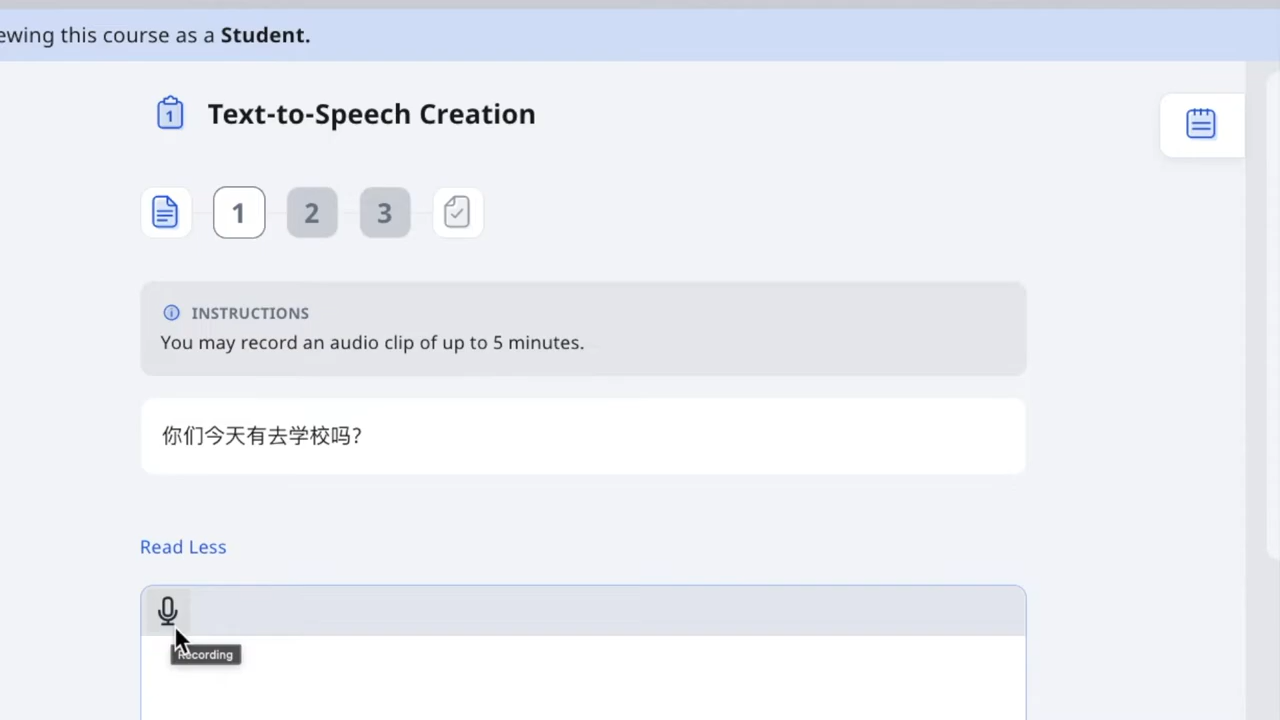 ewing this course as a Student.
1
Text-to-Speech Creation
1
2
3
INSTRUCTIONS
You may record an audio clip of up to 5 minutes.
你们今天有去学校吗?
Read Less
Recording